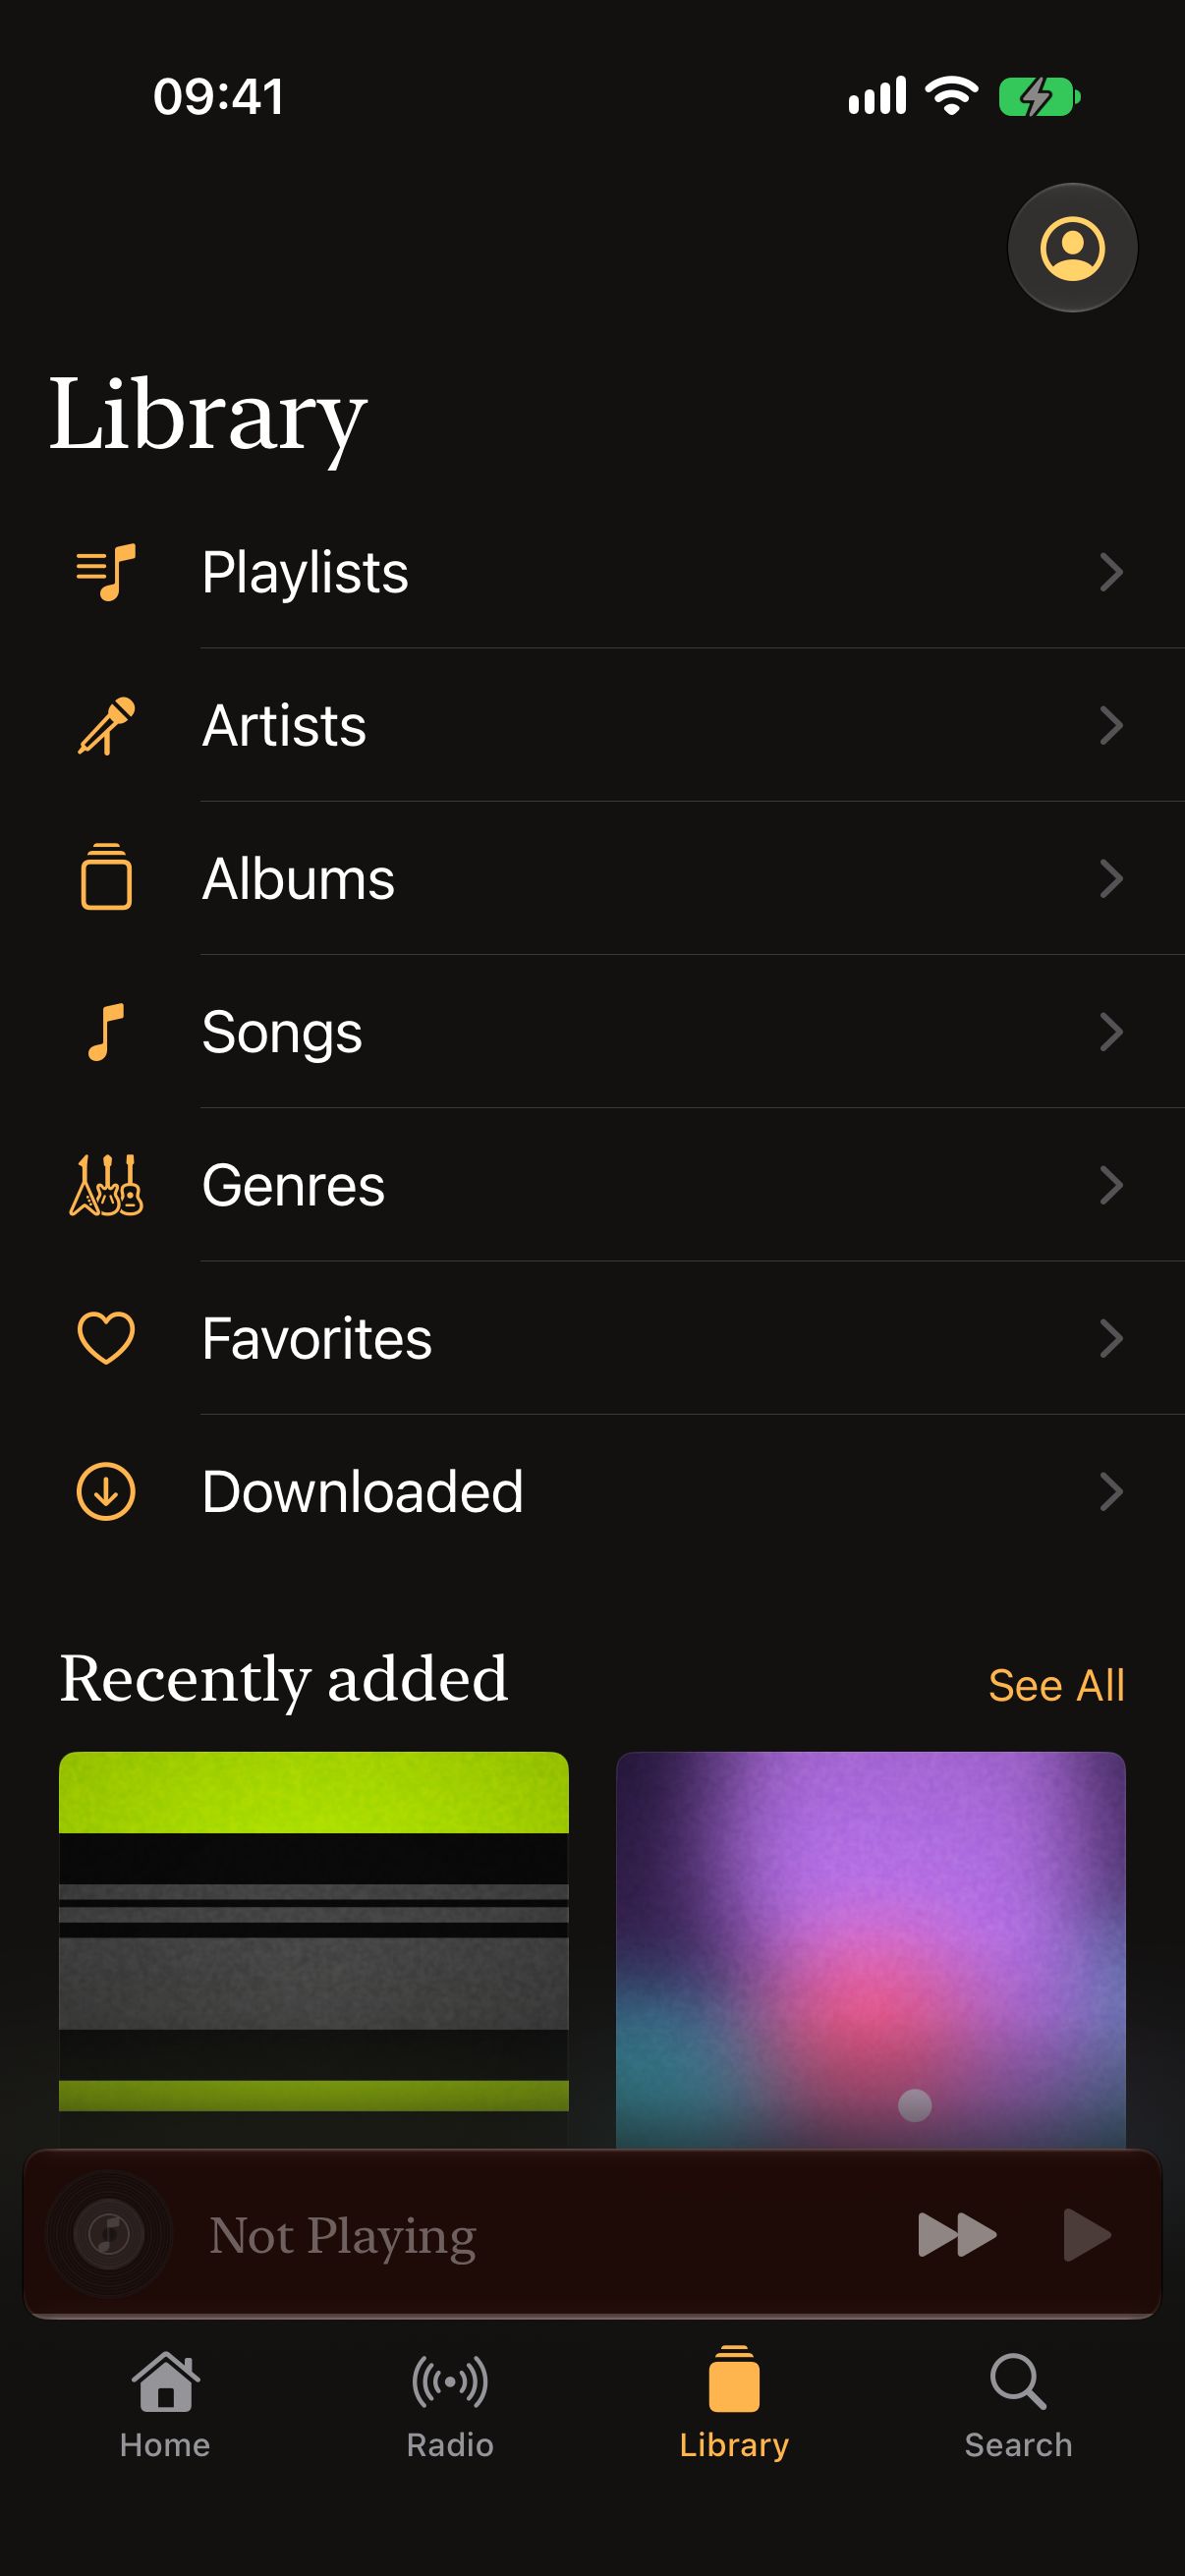 09:41
Library
Playlists
Artists
Albums
Songs
Genres
Favorites
Downloaded
Recently added
See All
Not Playing
Home
Radio
Library
Search